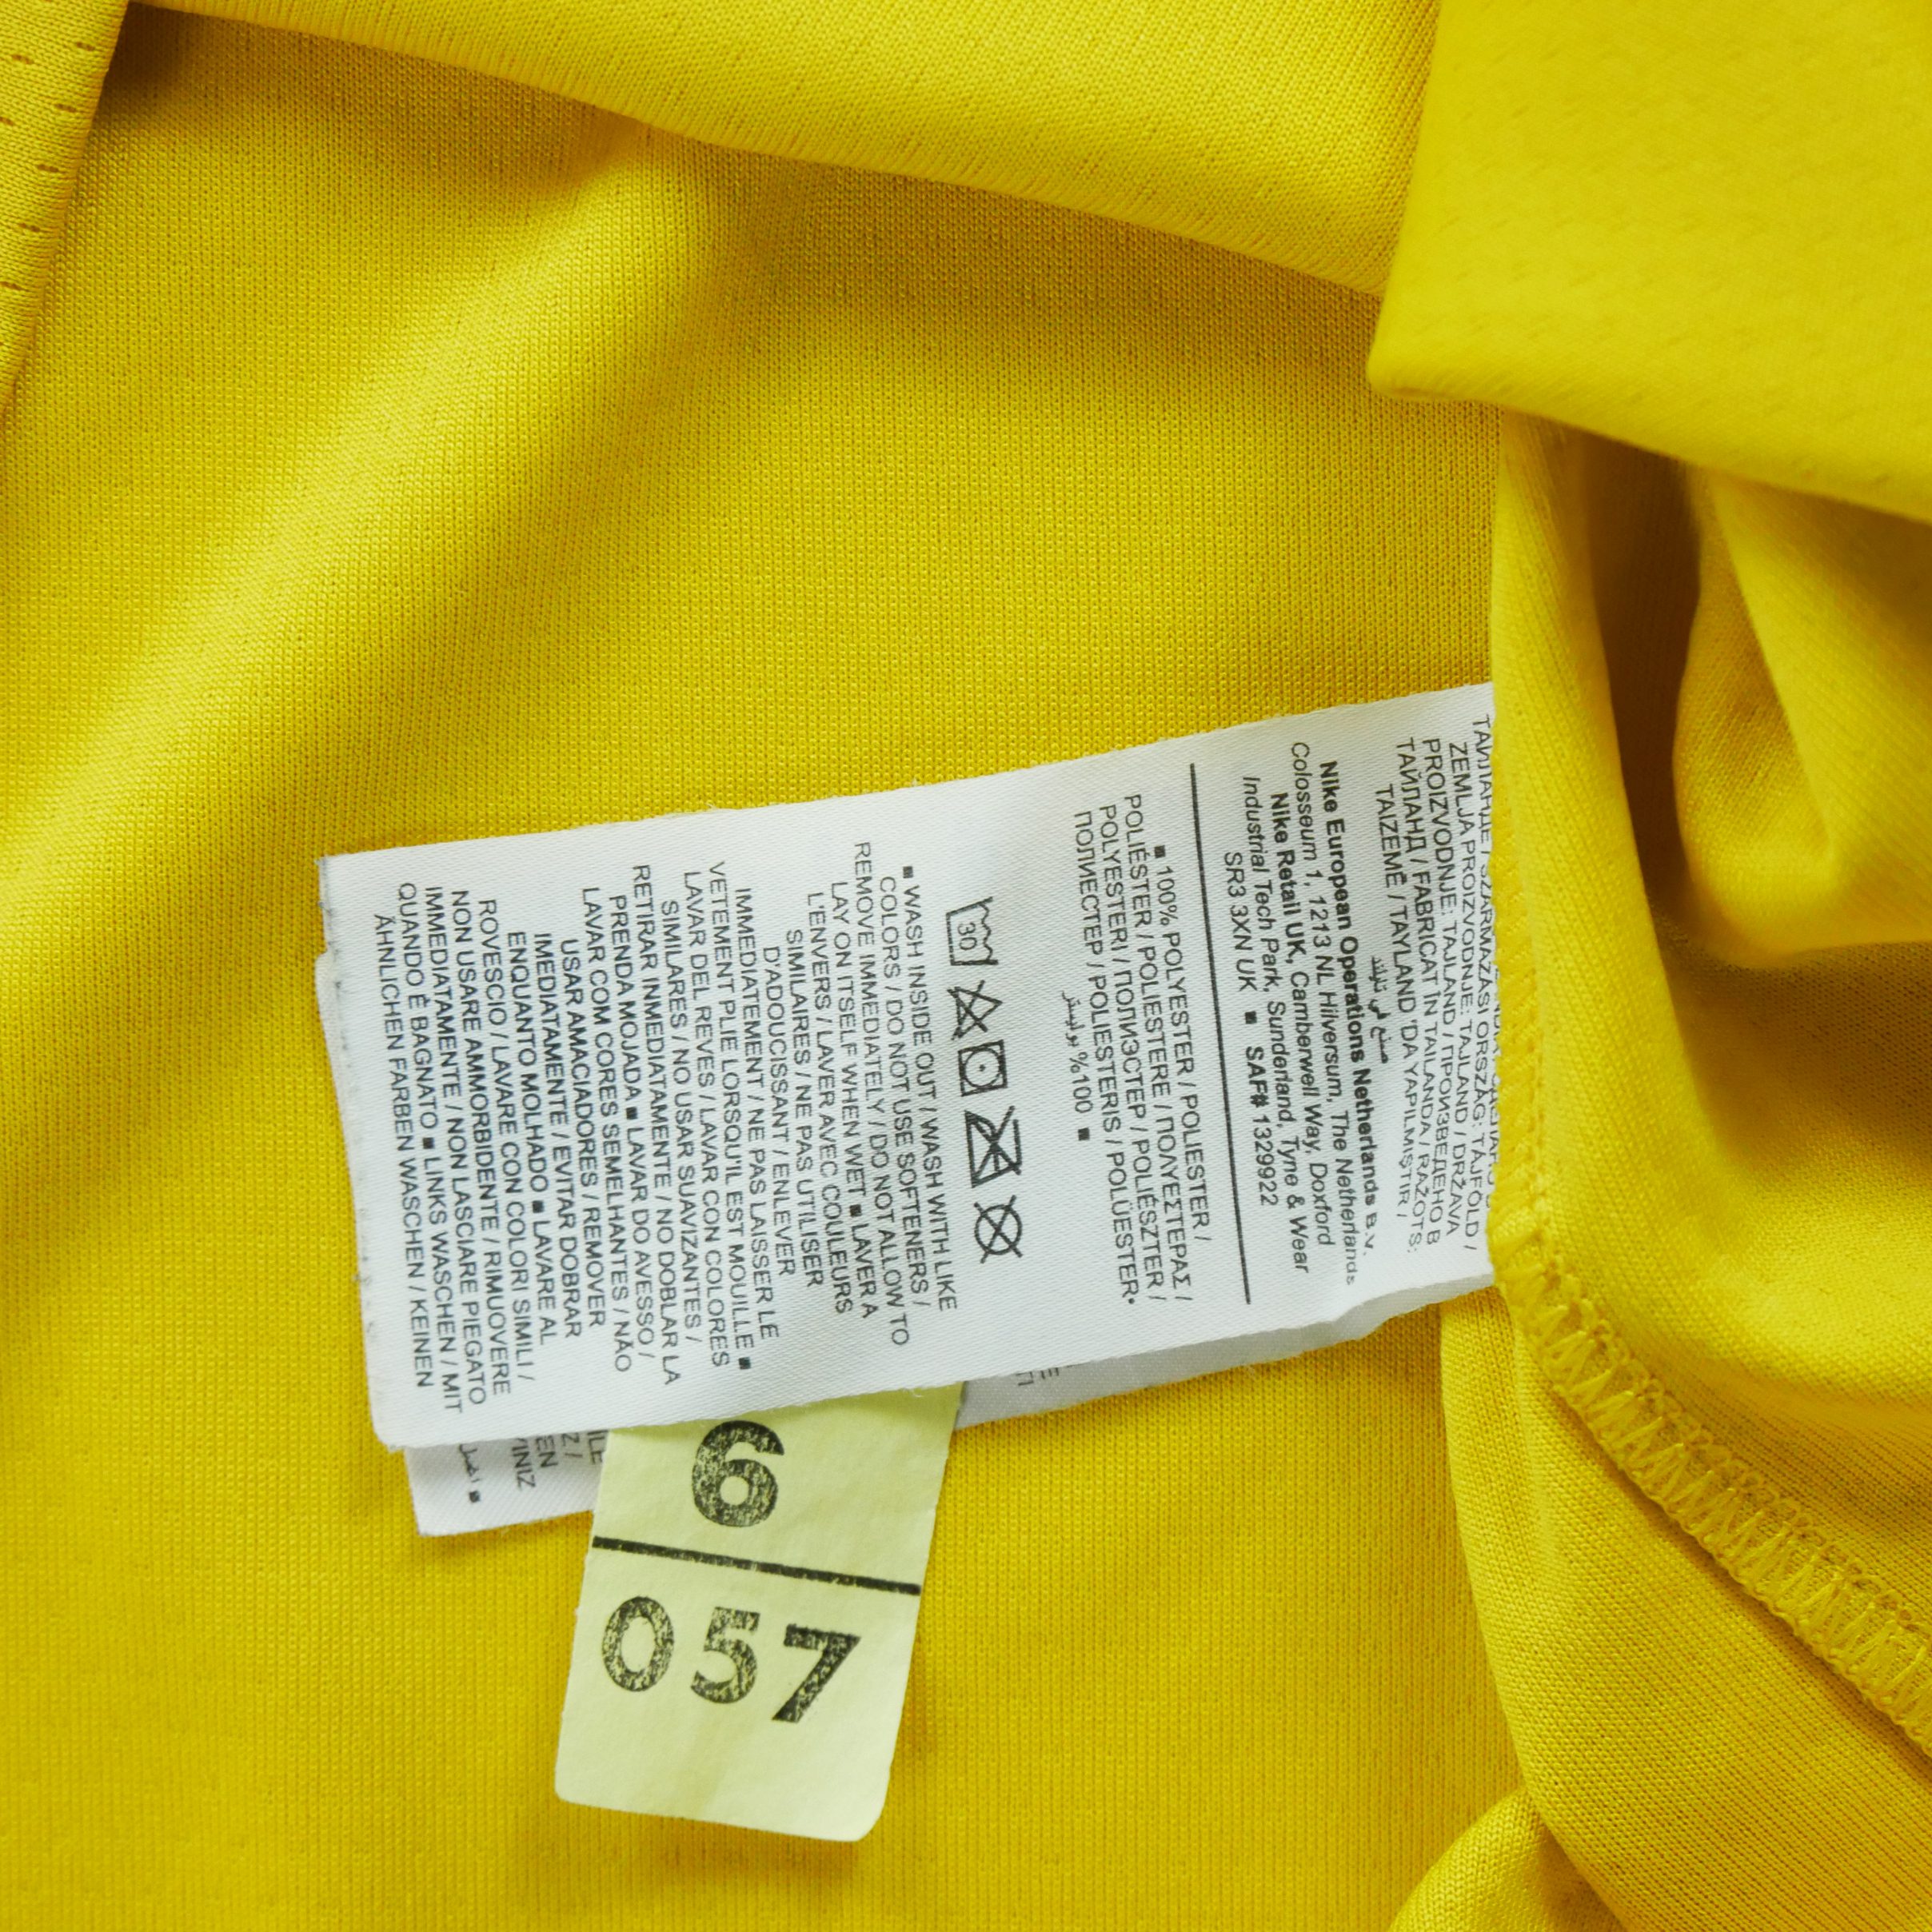 ZEMLJA PROIZVODNJE: TAJLAND / DRŽAVA
PROIZVODNJE: TAJLAND / ПРОИЗВЕДЕНО В
ТАЙЛАНД / FABRICAT ÎN TAILANDA / RAŽOTS:
TAIZEMĒ / TAYLAND 'DA YAPILMIŞTIR /
صنع في تايلند
Nike European Operations Netherlands B.V.
Colosseum 1, 1213 NL Hilversum, The Netherlands
Nike Retail UK, Camberwell Way, Doxford
Industrial Tech Park, Sunderland, Tyne & Wear
SR3 3XN UK ■ SAF# 1329922
■ 100% POLYESTER / POLIESTER /
POLIÉSTER / POLIESTERE / ΠΟΛΥΕΣΤΕΡΑΣ /
POLYESTERI / ПОЛИЭСТЕР / POLIÉSZTER /
ПОЛИЕСТЕР / POLIESTERIS / POLÜESTER•
100% بوليستر ■
30
■ WASH INSIDE OUT / WASH WITH LIKE
COLORS / DO NOT USE SOFTENERS /
REMOVE IMMEDIATELY / DO NOT ALLOW TO
LAY ON ITSELF WHEN WET ■ LAVER A
L'ENVERS / LAVER AVEC COULEURS
SIMILAIRES / NE PAS UTILISER
D'ADOUCISSANT / ENLEVER
IMMEDIATEMENT / NE PAS LAISSER LE
VETEMENT PLIE LORSQU'IL EST MOUILLE ■
LAVAR DEL REVES / LAVAR CON COLORES
SIMILARES / NO USAR SUAVIZANTES /
RETIRAR INMEDIATAMENTE / NO DOBLAR LA
PRENDA MOJADA ■ LAVAR DO AVESSO /
LAVAR COM CORES SEMELHANTES / NÃO
USAR AMACIADORES / REMOVER
IMEDIATAMENTE / EVITAR DOBRAR
ENQUANTO MOLHADO ■ LAVARE AL
ROVESCIO / LAVARE CON COLORI SIMILI /
NON USARE AMMORBIDENTE / RIMUOVERE
IMMEDIATAMENTE / NON LASCIARE PIEGATO
QUANDO È BAGNATO ■ LINKS WASCHEN / MIT
ÄHNLICHEN FARBEN WASCHEN / KEINEN
6
057